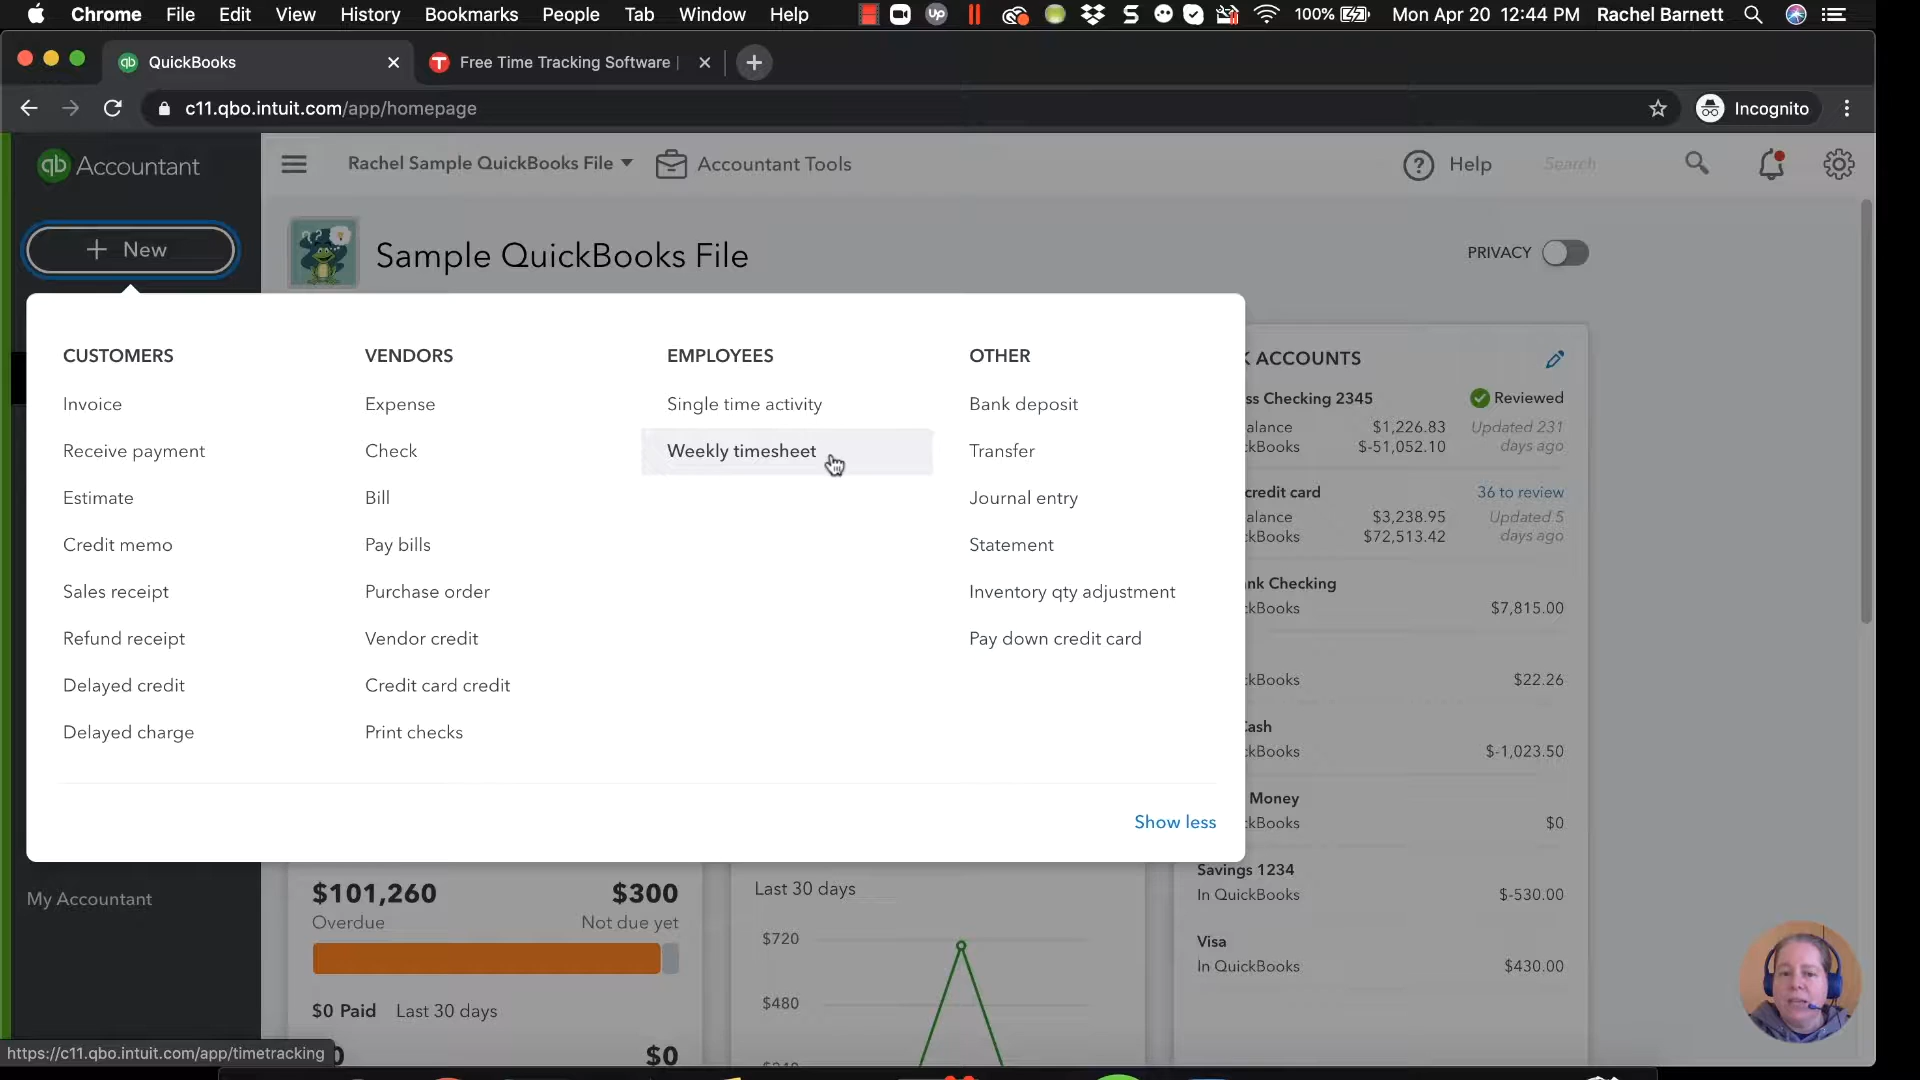 Chrome File Edit View History Bookmarks People Tab Window Help Up S 100% Mon Apr 20 12:44 PM Rachel Barnett
qb QuickBooks
T Free Time Tracking Software |
c11.qbo.intuit.com/app/homepage
Incognito
qb Accountant
Rachel Sample QuickBooks File
Accountant Tools
? Help
Search
+ New
Sample QuickBooks File
PRIVACY
CUSTOMERS
Invoice
Receive payment
Estimate
Credit memo
Sales receipt
Refund receipt
Delayed credit
Delayed charge
VENDORS
Expense
Check
Bill
Pay bills
Purchase order
Vendor credit
Credit card credit
Print checks
EMPLOYEES
Single time activity
Weekly timesheet
OTHER
Bank deposit
Transfer
Journal entry
Statement
Inventory qty adjustment
Pay down credit card
Show less
ACCOUNTS
ss Checking 2345 Reviewed
alance $1,226.83 Updated 231
kBooks $-51,052.10 days ago
credit card 36 to review
alance $3,238.95 Updated 5
kBooks $72,513.42 days ago
nk Checking
kBooks $7,815.00
kBooks $22.26
Cash
kBooks $-1,023.50
Money
kBooks $0
Savings 1234
In QuickBooks $-530.00
Visa
In QuickBooks $430.00
My Accountant
$101,260 $300
Overdue Not due yet
$0 Paid Last 30 days
$0
Last 30 days
$720
$480
https://c11.qbo.intuit.com/app/timetracking